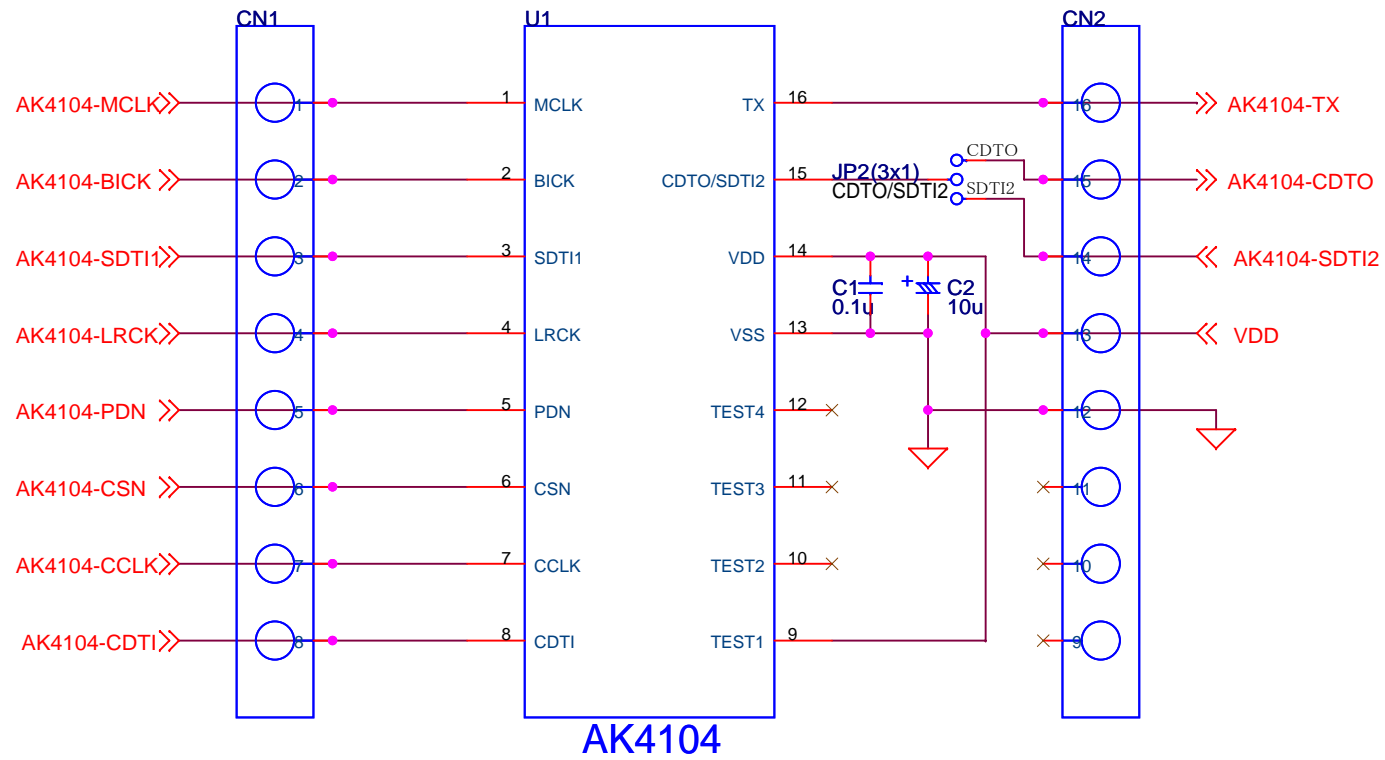 CN1 U1 CN2
AK4104-MCLK 1 1 MCLK TX 16 16 AK4104-TX
CDTO
AK4104-BICK 2 2 BICK CDTO/SDTI2 15 JP2(3x1) 15 AK4104-CDTO
CDTO/SDTI2 SDTI2
AK4104-SDTI1 3 3 SDTI1 VDD 14 14 AK4104-SDTI2
C1 + C2
0.1u 10u
AK4104-LRCK 4 4 LRCK VSS 13 13 VDD
AK4104-PDN 5 5 PDN TEST4 12 12
AK4104-CSN 6 6 CSN TEST3 11 11
AK4104-CCLK 7 7 CCLK TEST2 10 10
AK4104-CDTI 8 8 CDTI TEST1 9 9
AK4104